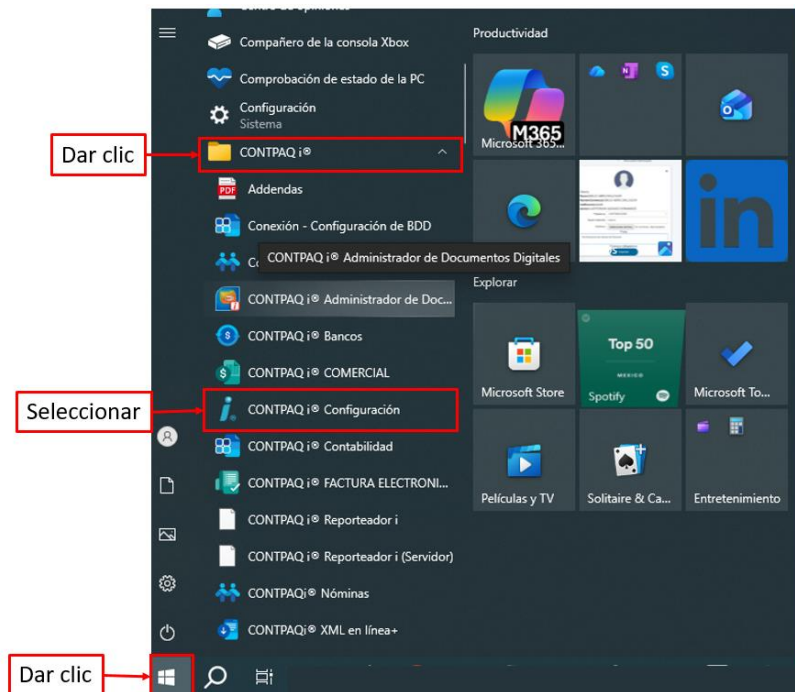 Compañero de la consola Xbox
Comprobación de estado de la PC
Configuración
Sistema
Dar clic
CONTPAQ i®
PDF
Addendas
Conexión - Configuración de BDD
CONTPAQ i® Administrador de Documentos Digitales
CONTPAQ i® Administrador de Doc...
CONTPAQ i® Bancos
CONTPAQ i® COMERCIAL
Seleccionar
CONTPAQ i® Configuración
CONTPAQ i® Contabilidad
CONTPAQ i® FACTURA ELECTRONI...
CONTPAQ i® Reporteador i
CONTPAQ i® Reporteador i (Servidor)
CONTPAQi® Nóminas
CONTPAQi® XML en línea+
Dar clic
Productividad
M365
Microsoft 365...
in
Explorar
Microsoft Store
Top 50
MEXICO
Spotify
Microsoft To...
Películas y TV
Solitaire & Ca...
Entretenimiento